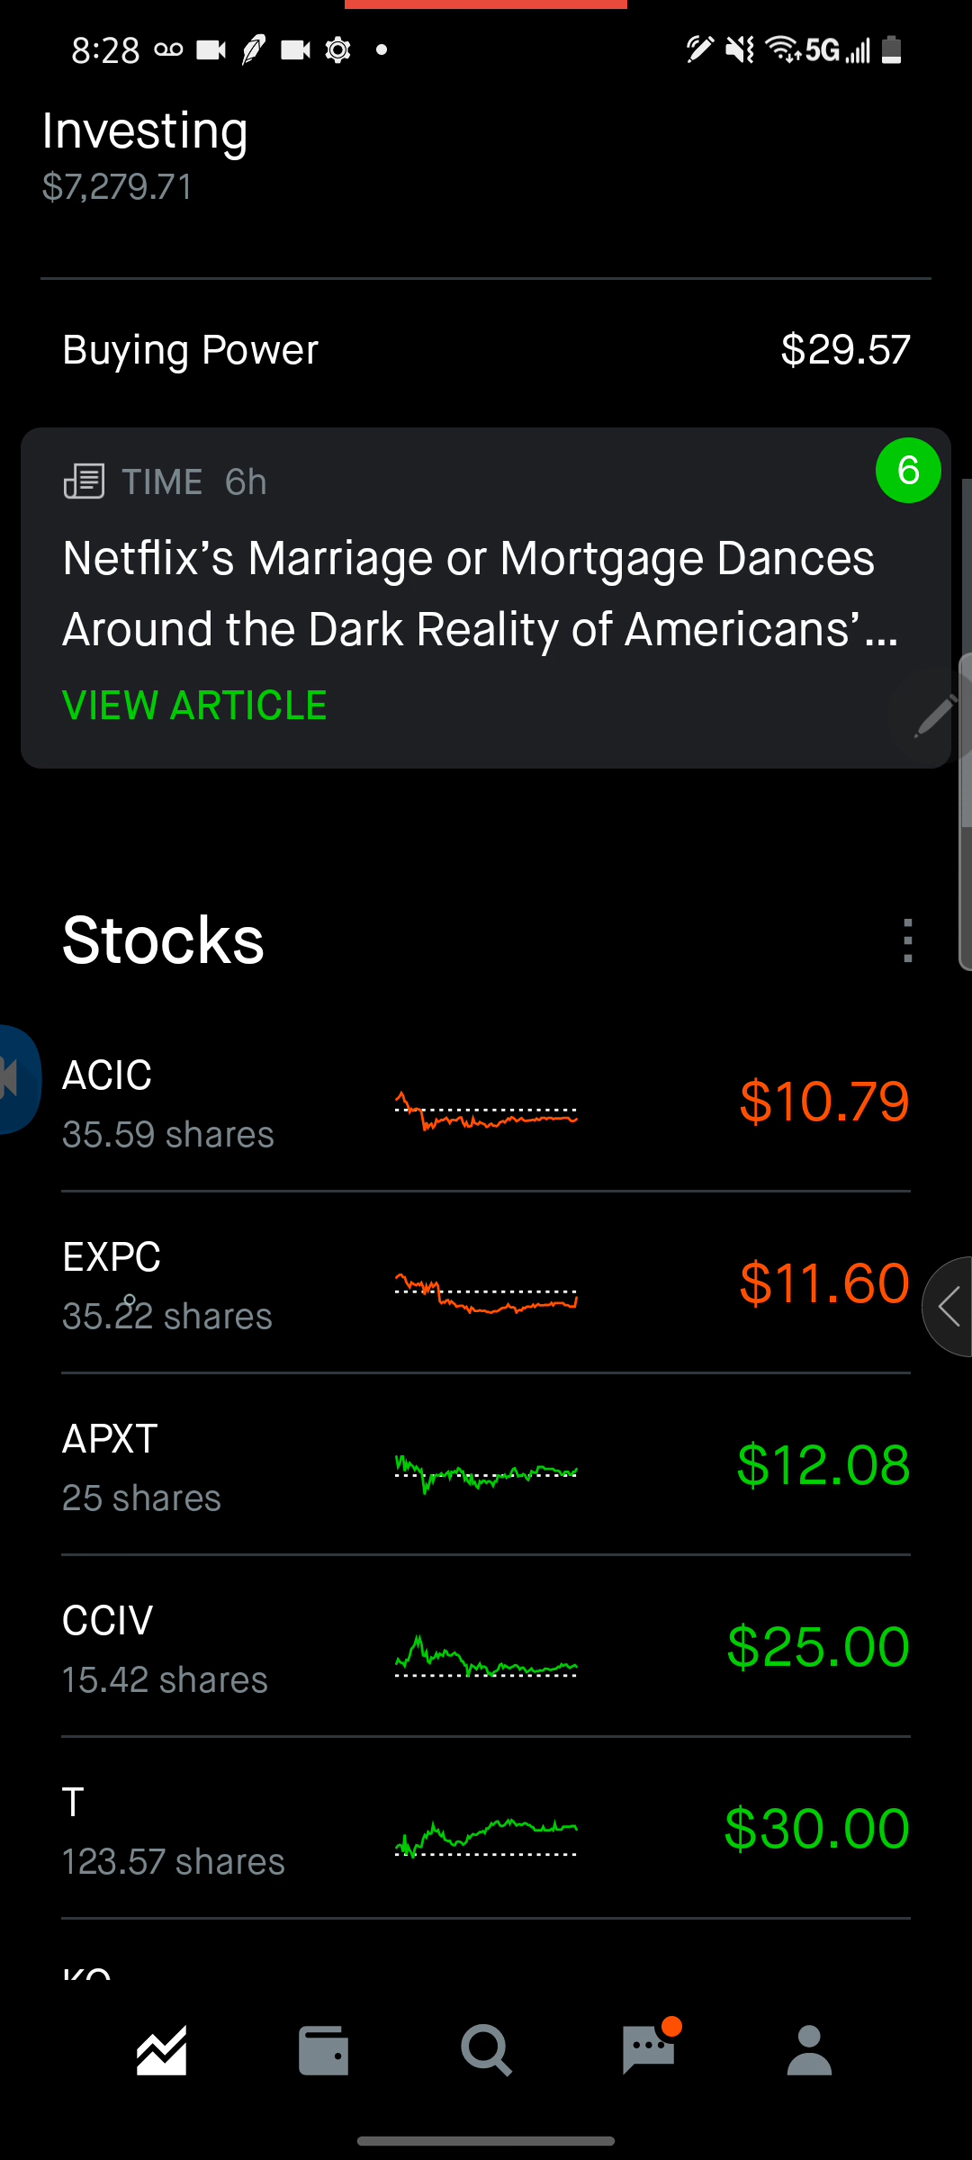 8:28
5G
Investing
$7,279.71
Buying Power $29.57
TIME 6h 6
Netflix’s Marriage or Mortgage Dances
Around the Dark Reality of Americans’...
VIEW ARTICLE
Stocks
ACIC
35.59 shares
$10.79
EXPC
35.22 shares
$11.60
APXT
25 shares
$12.08
CCIV
15.42 shares
$25.00
T
123.57 shares
$30.00
KO